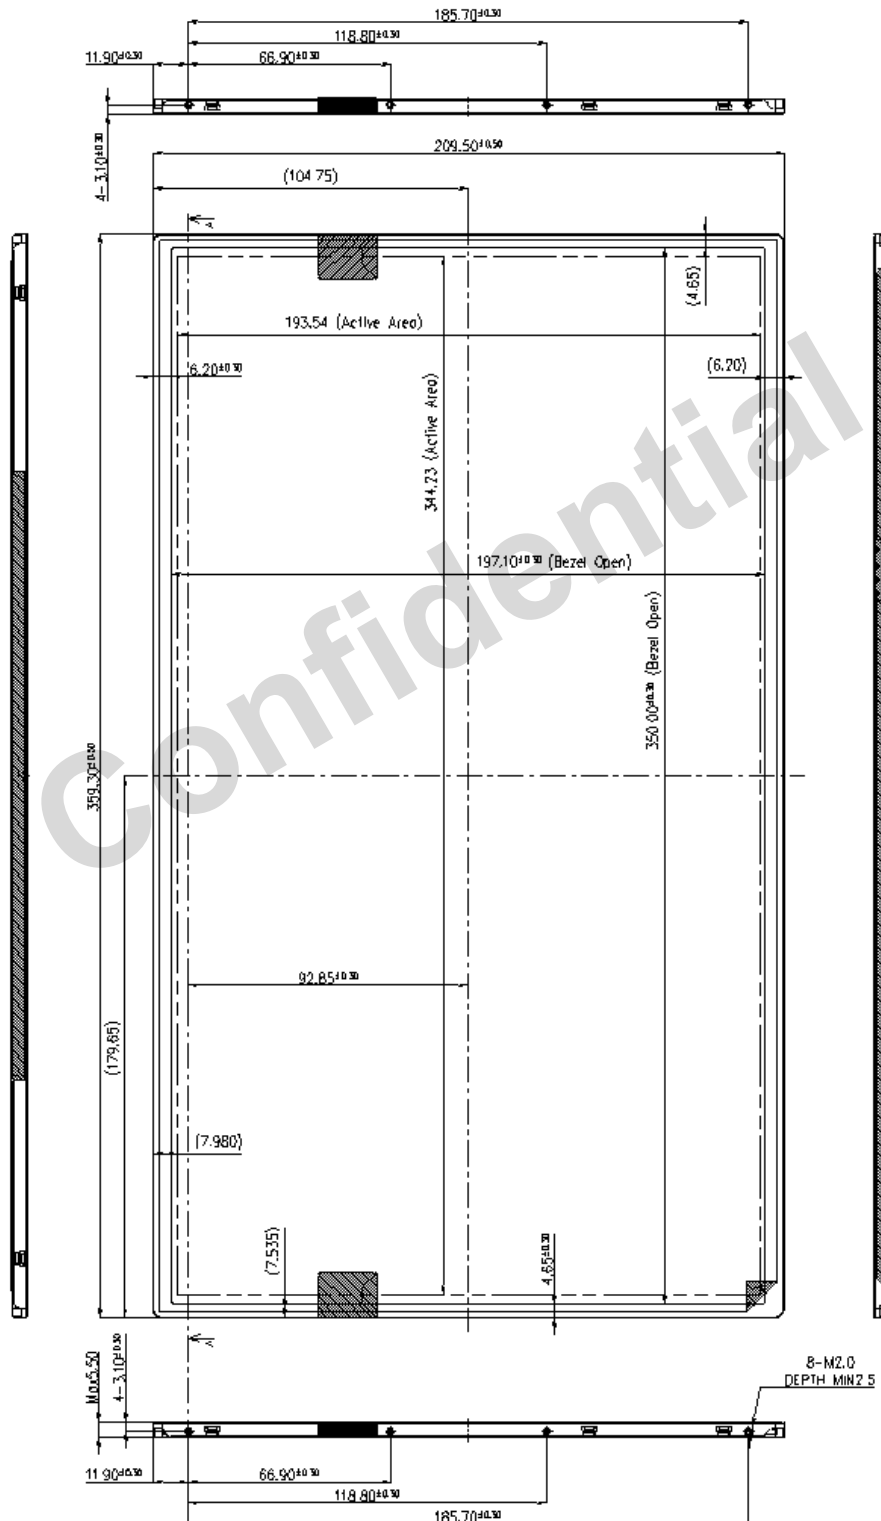 185.70±0.30
118.80±0.30
11.90±0.30
66.90±0.30
4-3.10±0.30
209.50±0.50
(104.75)
A
(4.65)
193.54 (Active Area)
6.20±0.30
(6.20)
344.23 (Active Area)
197.10±0.30 (Bezel Open)
350.00±0.30 (Bezel Open)
Confidential
359.30±0.50
92.85±0.30
(179.65)
(7.980)
(7.535)
4.65±0.30
A
Max5.50
4-3.10±0.30
8-M2.0
DEPTH MIN2.5
11.90±0.30
66.90±0.30
118.80±0.30
185.70±0.30